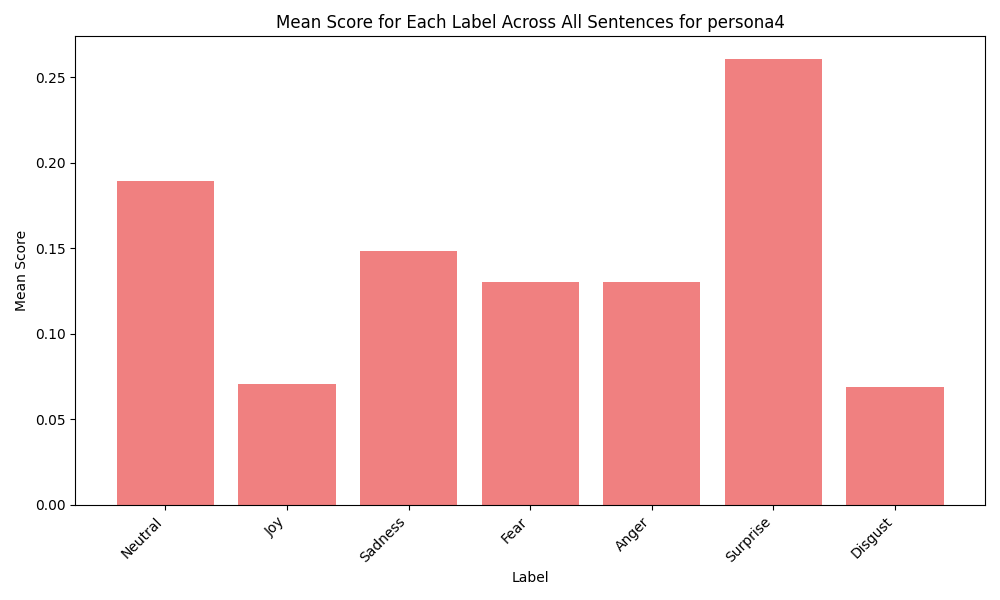 Mean Score for Each Label Across All Sentences for persona4
0.25
0.20
0.15
0.10
0.05
0.00
Mean Score
Neutral
Joy
Sadness
Fear
Anger
Surprise
Disgust
Label